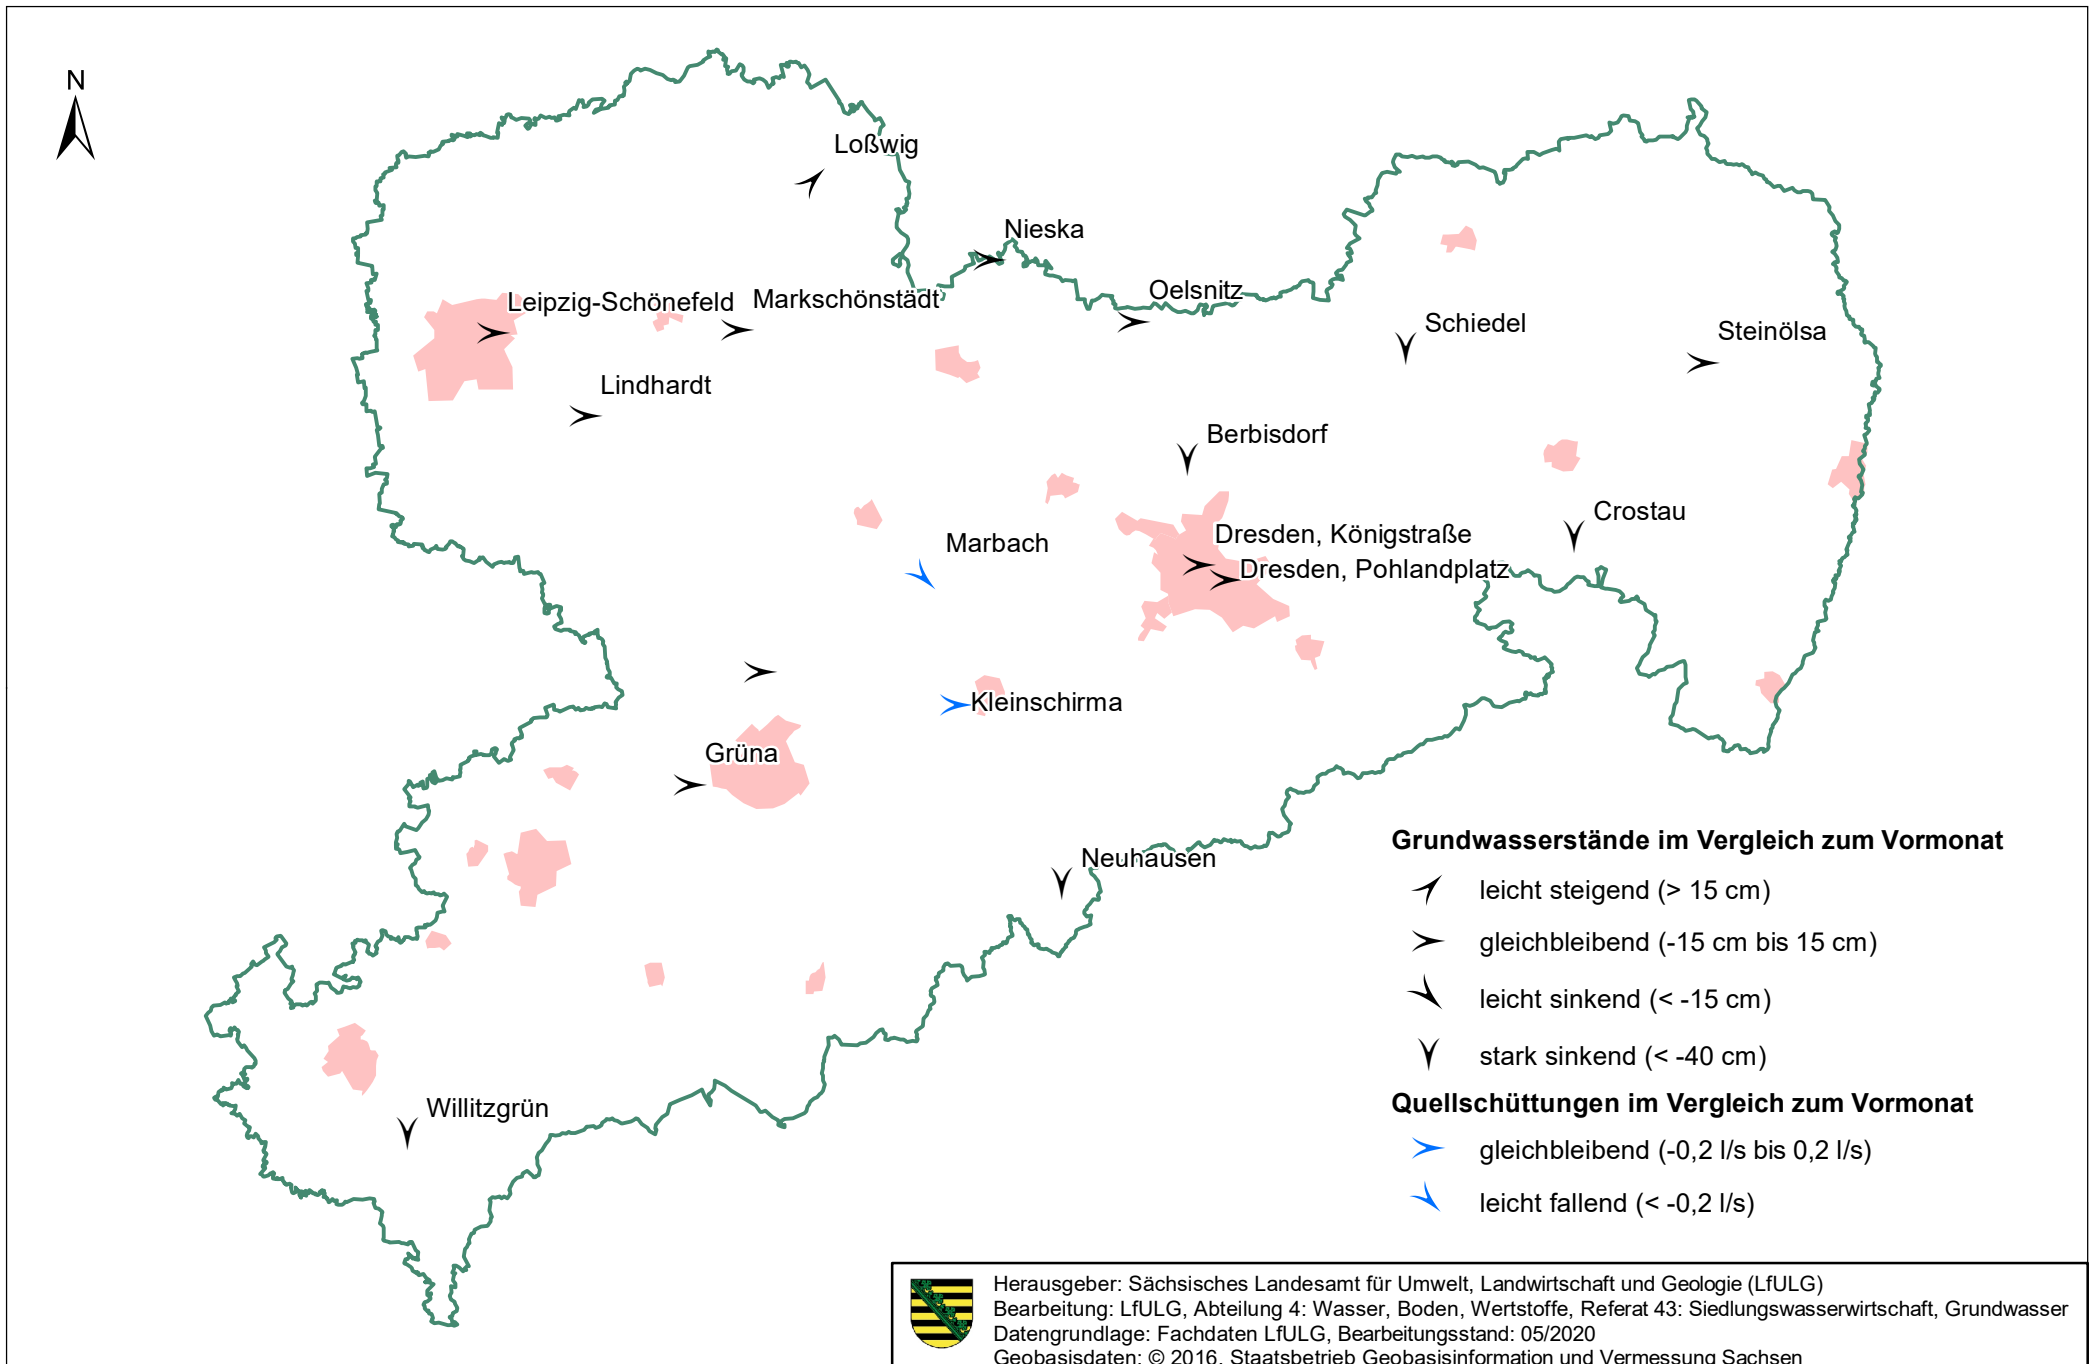 N
Loßwig
Nieska
Oelsnitz
Leipzig-Schönefeld
Markschönstädt
Schiedel
Steinölsa
Lindhardt
Berbisdorf
Crostau
Dresden, Königstraße
Marbach
Dresden, Pohlandplatz
Kleinschirma
Grüna
Neuhausen
Willitzgrün
Grundwasserstände im Vergleich zum Vormonat
leicht steigend (> 15 cm)
gleichbleibend (-15 cm bis 15 cm)
leicht sinkend (< -15 cm)
stark sinkend (< -40 cm)
Quellschüttungen im Vergleich zum Vormonat
gleichbleibend (-0,2 l/s bis 0,2 l/s)
leicht fallend (< -0,2 l/s)
Herausgeber: Sächsisches Landesamt für Umwelt, Landwirtschaft und Geologie (LfULG)
Bearbeitung: LfULG, Abteilung 4: Wasser, Boden, Wertstoffe, Referat 43: Siedlungswasserwirtschaft, Grundwasser
Datengrundlage: Fachdaten LfULG, Bearbeitungsstand: 05/2020
Geobasisdaten: © 2016, Staatsbetrieb Geobasisinformation und Vermessung Sachsen